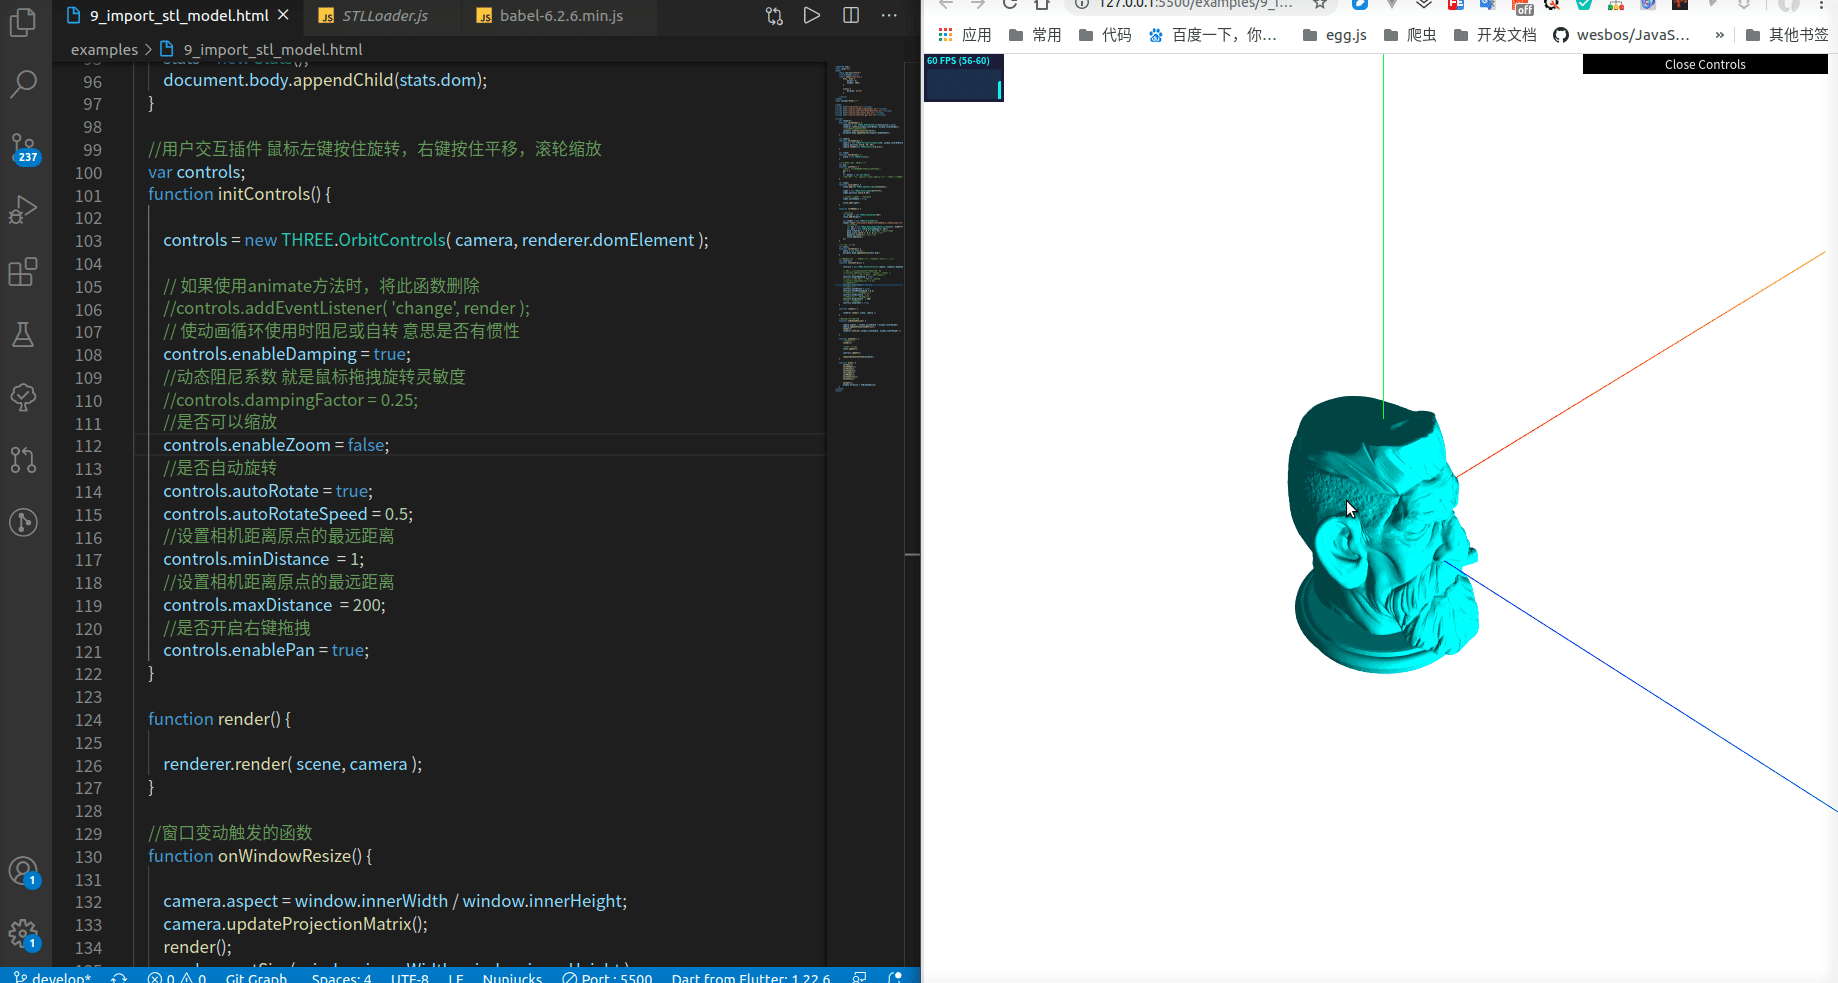 9_import_stl_model.html
STLLoader.js
babel-6.2.6.min.js
examples > 9_import_stl_model.html
96 document.body.appendChild(stats.dom);
97 }
98
99 //用户交互插件 鼠标左键按住旋转，右键按住平移，滚轮缩放
100 var controls;
101 function initControls() {
102
103 controls = new THREE.OrbitControls( camera, renderer.domElement );
104
105 // 如果使用animate方法时，将此函数删除
106 //controls.addEventListener( 'change', render );
107 // 使动画循环使用时阻尼或自转 意思是否有惯性
108 controls.enableDamping = true;
109 //动态阻尼系数 就是鼠标拖拽旋转灵敏度
110 //controls.dampingFactor = 0.25;
111 //是否可以缩放
112 controls.enableZoom = false;
113 //是否自动旋转
114 controls.autoRotate = true;
115 controls.autoRotateSpeed = 0.5;
116 //设置相机距离原点的最远距离
117 controls.minDistance = 1;
118 //设置相机距离原点的最远距离
119 controls.maxDistance = 200;
120 //是否开启右键拖拽
121 controls.enablePan = true;
122 }
123
124 function render() {
125
126 renderer.render( scene, camera );
127 }
128
129 //窗口变动触发的函数
130 function onWindowResize() {
131
132 camera.aspect = window.innerWidth / window.innerHeight;
133 camera.updateProjectionMatrix();
134 render();
237
1
1
develop* 0 0 Git Graph Spaces: 4 UTF-8 LF Nunjucks Port : 5500 Dart from Flutter: 1.22.6
127.0.0.1:5500/examples/9_i...
off
应用 常用 代码 百度一下，你... egg.js 爬虫 开发文档 wesbos/JavaS... » 其他书签
60 FPS (56-60)
Close Controls